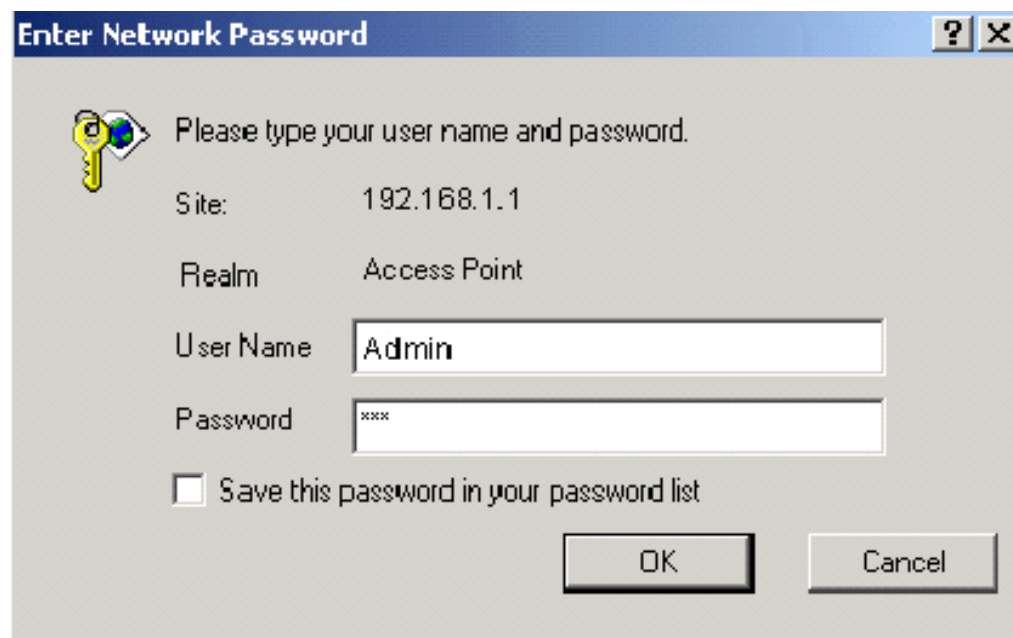 Enter Network Password
Please type your user name and password.
Site: 192.168.1.1
Realm Access Point
User Name Admin
Password ***
Save this password in your password list
OK Cancel